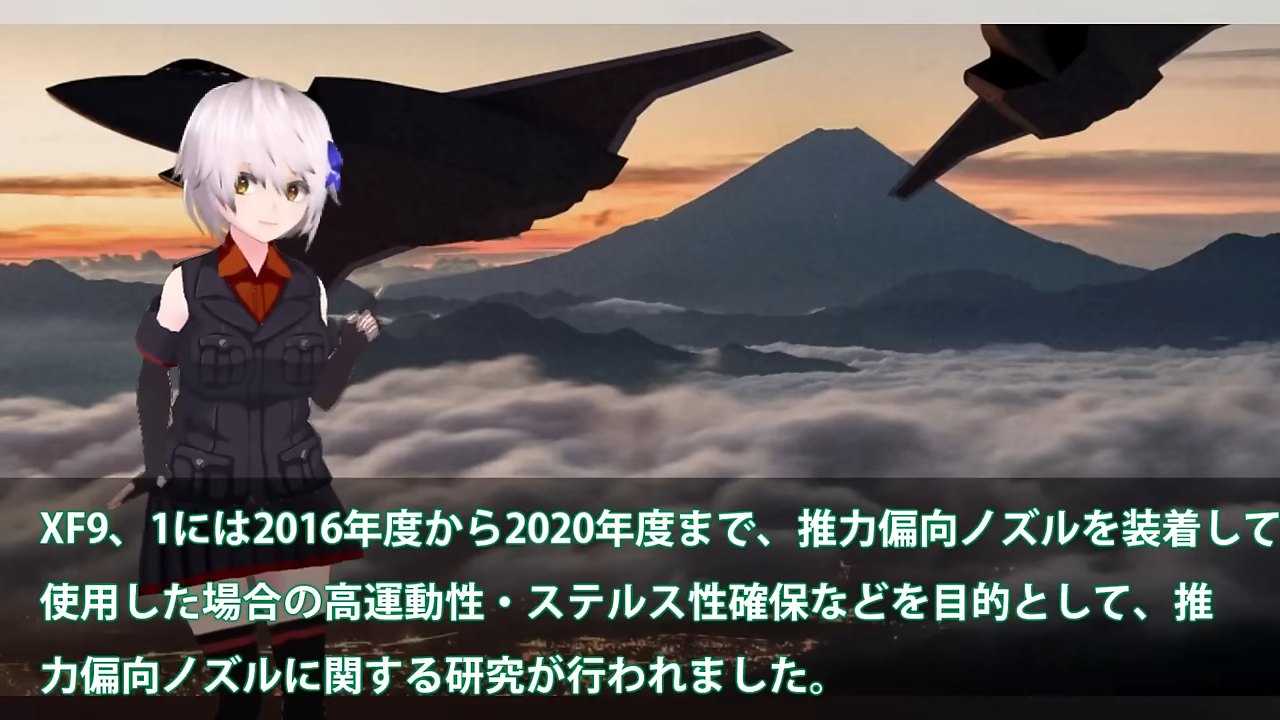 XF9、1には2016年度から2020年度まで、推力偏向ノズルを装着して
使用した場合の高運動性・ステルス性確保などを目的として、推
力偏向ノズルに関する研究が行われました。